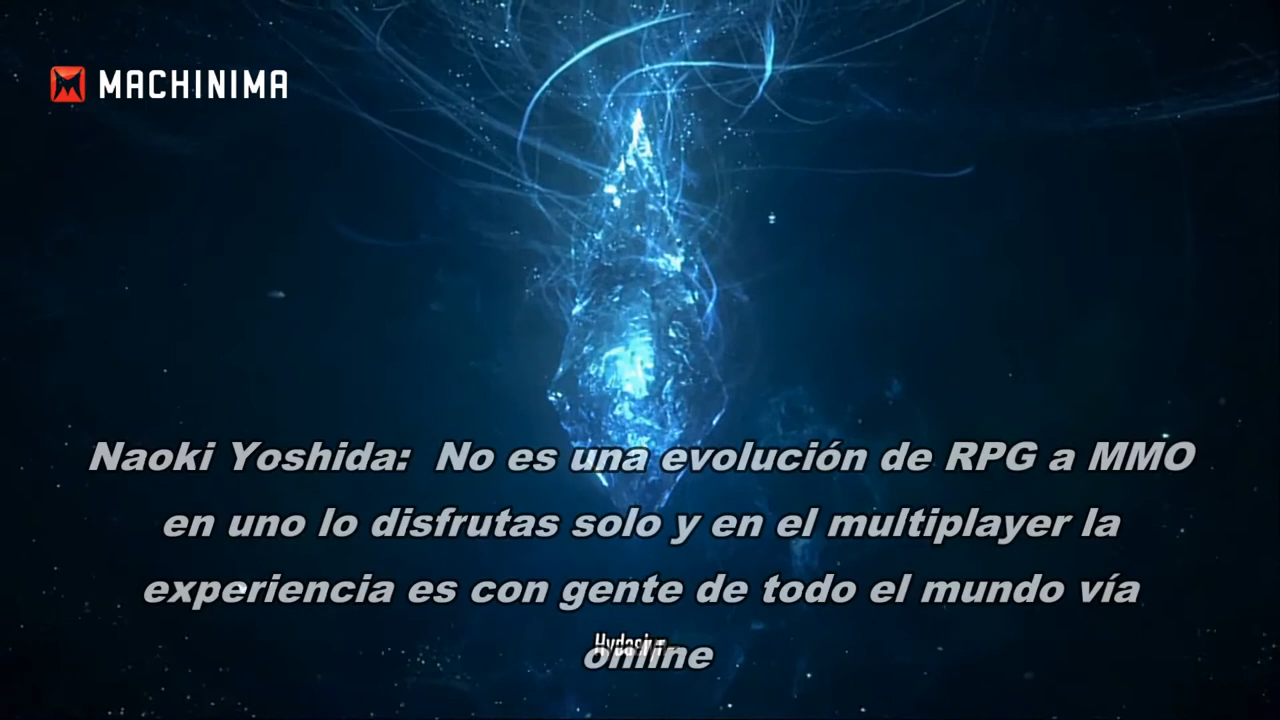 MACHINIMA
Naoki Yoshida: No es una evolución de RPG a MMO
en uno lo disfrutas solo y en el multiplayer la
experiencia es con gente de todo el mundo vía
online